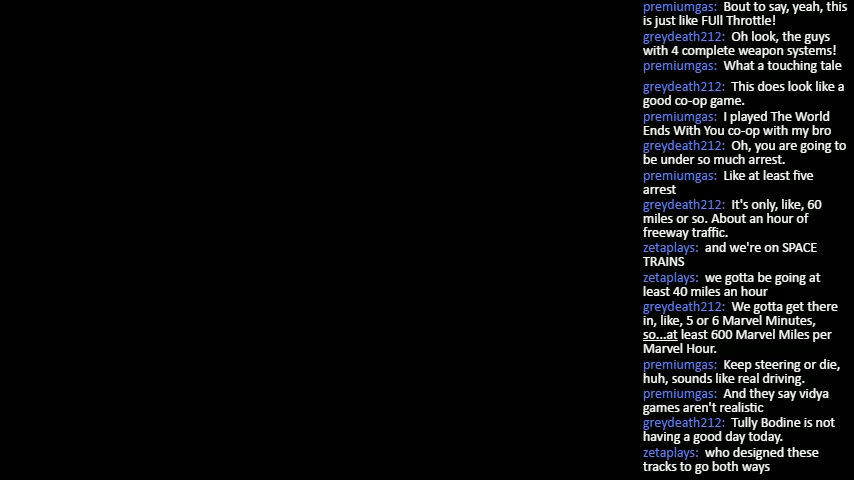 premiumgas: Bout to say, yeah, this
is just like FUll Throttle!
greydeath212: Oh look, the guys
with 4 complete weapon systems!
premiumgas: What a touching tale
greydeath212: This does look like a
good co-op game.
premiumgas: I played The World
Ends With You co-op with my bro
greydeath212: Oh, you are going to
be under so much arrest.
premiumgas: Like at least five
arrest
greydeath212: It's only, like, 60
miles or so. About an hour of
freeway traffic.
zetaplays: and we're on SPACE
TRAINS
zetaplays: we gotta be going at
least 40 miles an hour
greydeath212: We gotta get there
in, like, 5 or 6 Marvel Minutes,
so...at least 600 Marvel Miles per
Marvel Hour.
premiumgas: Keep steering or die,
huh, sounds like real driving.
premiumgas: And they say vidya
games aren't realistic
greydeath212: Tully Bodine is not
having a good day today.
zetaplays: who designed these
tracks to go both ways